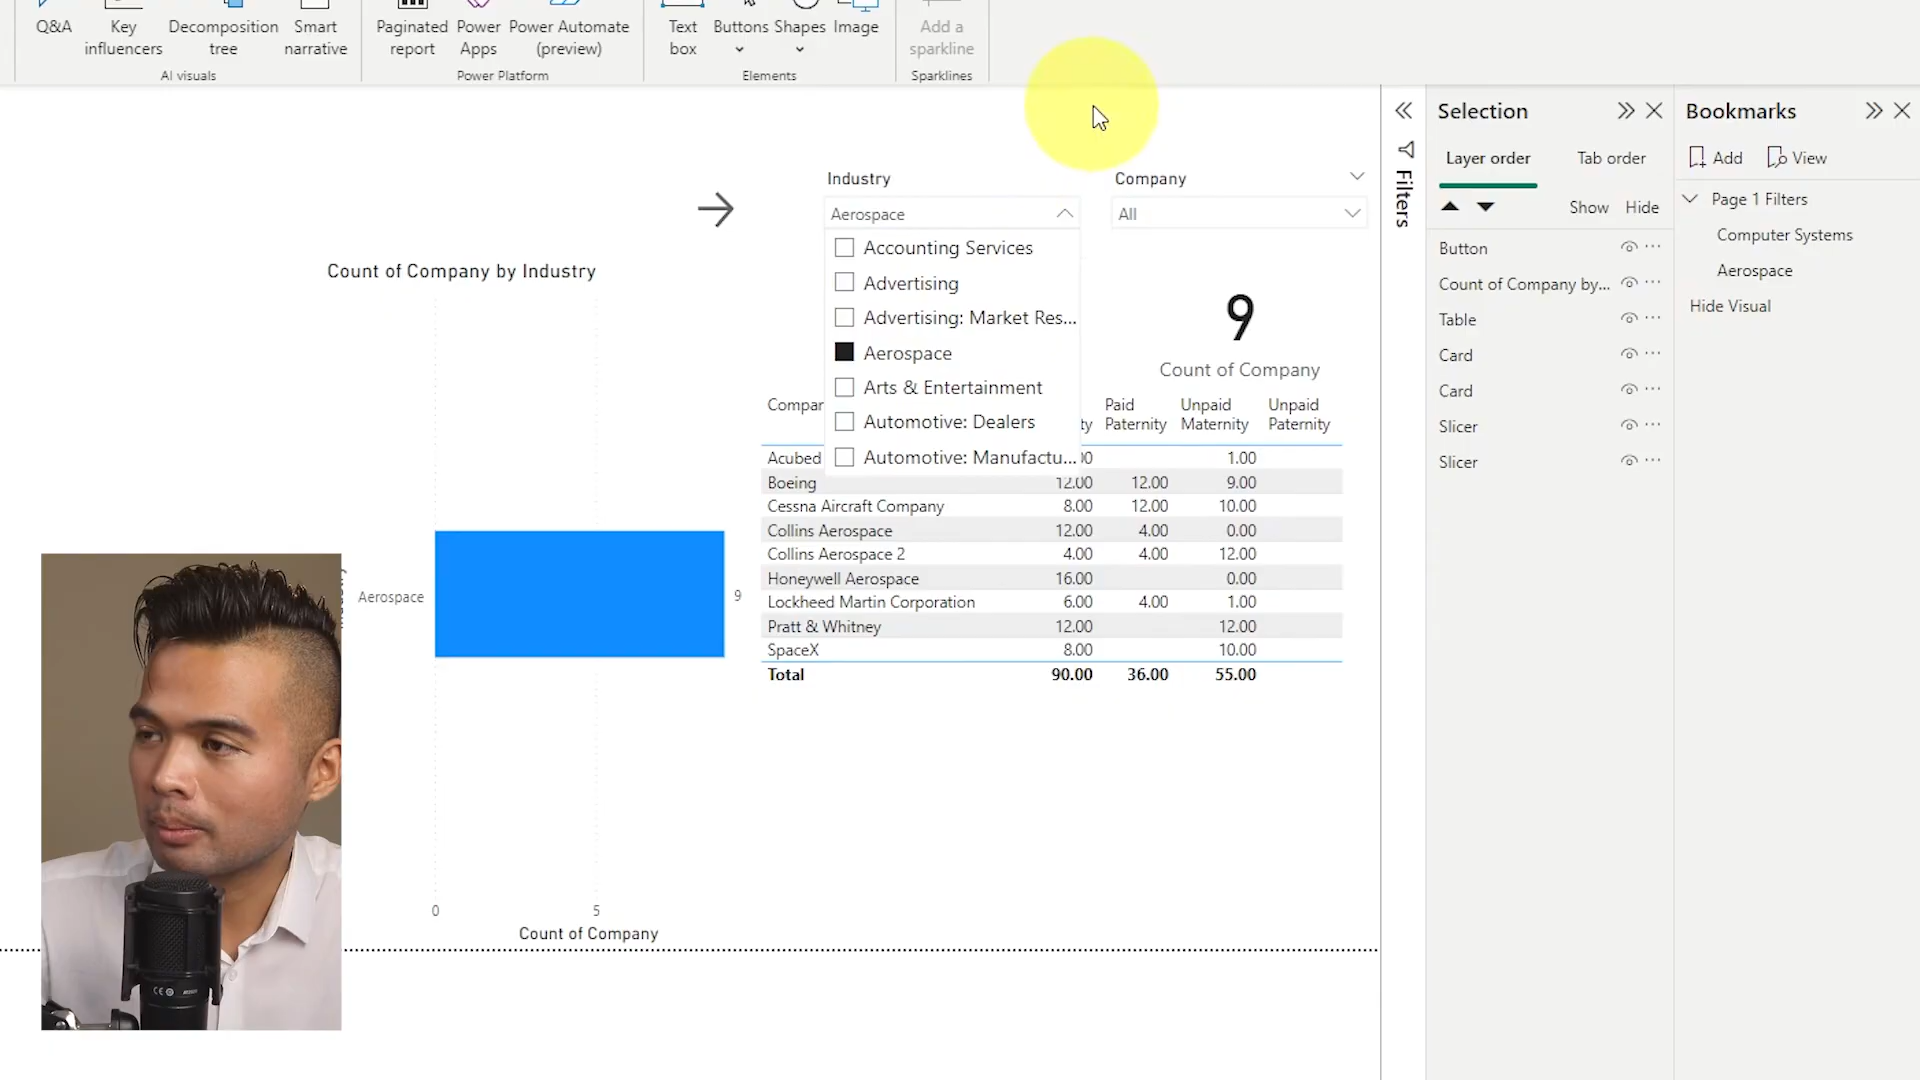 Q&A
Key
influencers
Decomposition
tree
Smart
narrative
AI visuals
Paginated
report
Power
Apps
Power Automate
(preview)
Power Platform
Text
box
Buttons
Shapes
Image
Elements
Add a
sparkline
Sparklines
Industry
Aerospace
Accounting Services
Advertising
Advertising: Market Res...
Aerospace
Arts & Entertainment
Automotive: Dealers
Automotive: Manufactu...
Company
All
Count of Company by Industry
Aerospace
9
0
5
Count of Company
9
Count of Company
Paid
Paternity
Unpaid
Maternity
Unpaid
Paternity
Acubed 1.00
Boeing 12.00 12.00 9.00
Cessna Aircraft Company 8.00 12.00 10.00
Collins Aerospace 12.00 4.00 0.00
Collins Aerospace 2 4.00 4.00 12.00
Honeywell Aerospace 16.00 0.00
Lockheed Martin Corporation 6.00 4.00 1.00
Pratt & Whitney 12.00 12.00
SpaceX 8.00 10.00
Total 90.00 36.00 55.00
Filters
Selection
Layer order
Tab order
Show
Hide
Button
Count of Company by...
Table
Card
Card
Slicer
Slicer
Bookmarks
Add
View
Page 1 Filters
Computer Systems
Aerospace
Hide Visual